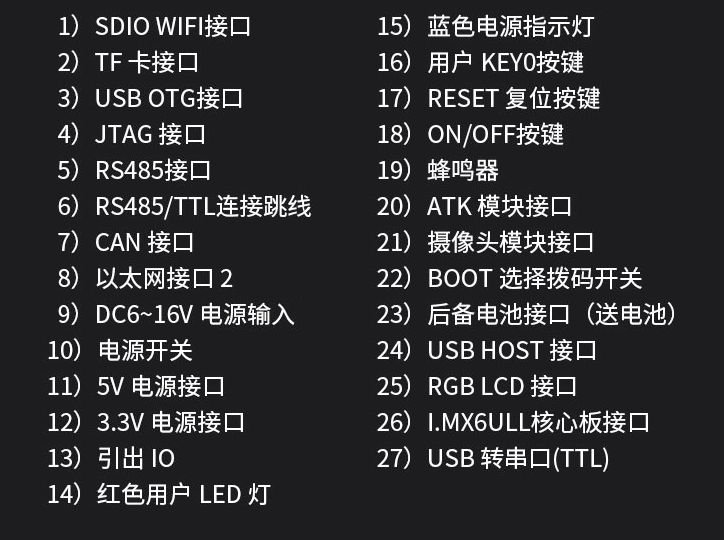 1）SDIO WIFI接口
2）TF 卡接口
3）USB OTG接口
4）JTAG 接口
5）RS485接口
6）RS485/TTL连接跳线
7）CAN 接口
8）以太网接口 2
9）DC6~16V 电源输入
10）电源开关
11）5V 电源接口
12）3.3V 电源接口
13）引出 IO
14）红色用户 LED 灯
15）蓝色电源指示灯
16）用户 KEY0按键
17）RESET 复位按键
18）ON/OFF按键
19）蜂鸣器
20）ATK 模块接口
21）摄像头模块接口
22）BOOT 选择拨码开关
23）后备电池接口（送电池）
24）USB HOST 接口
25）RGB LCD 接口
26）I.MX6ULL核心板接口
27）USB 转串口(TTL)